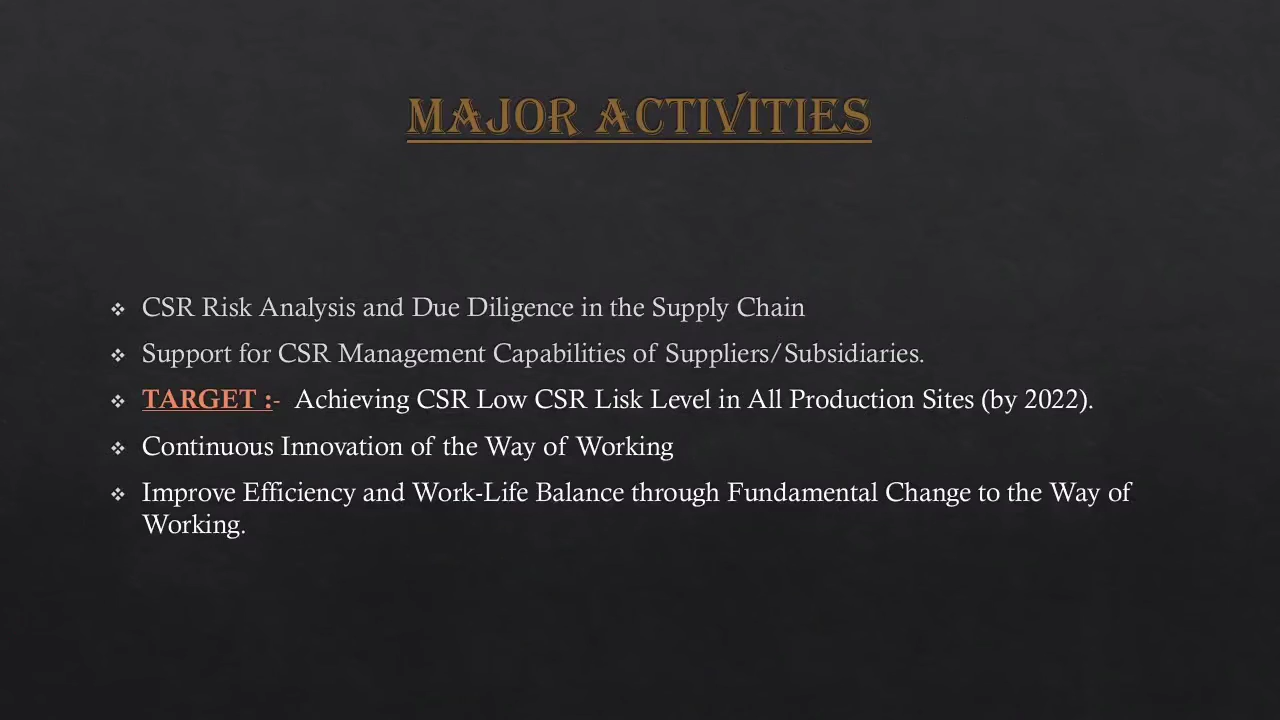 MAJOR ACTIVITIES
CSR Risk Analysis and Due Diligence in the Supply Chain
Support for CSR Management Capabilities of Suppliers/Subsidiaries.
TARGET :- Achieving CSR Low CSR Lisk Level in All Production Sites (by 2022).
Continuous Innovation of the Way of Working
Improve Efficiency and Work-Life Balance through Fundamental Change to the Way of
Working.